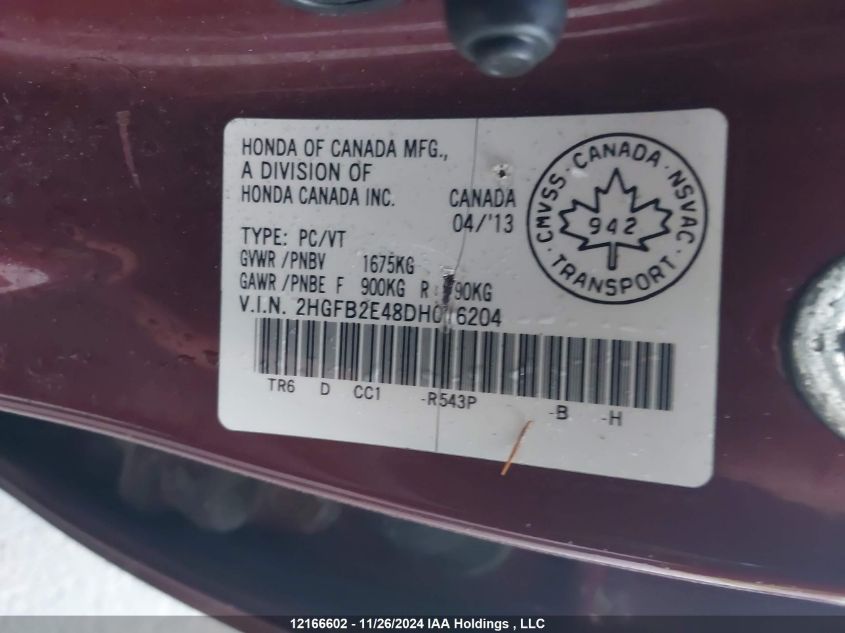 HONDA OF CANADA MFG.,
A DIVISION OF
HONDA CANADA INC. CANADA
04/'13
TYPE: PC/VT
GVWR /PNBV 1675KG
GAWR /PNBE F 900KG R 90KG
V.I.N.
TR6 D CC1 -R543P -B -H
CMVSS · CANADA · NSVAC
942
TRANSPORT
12166602 - 11/26/2024 IAA Holdings , LLC